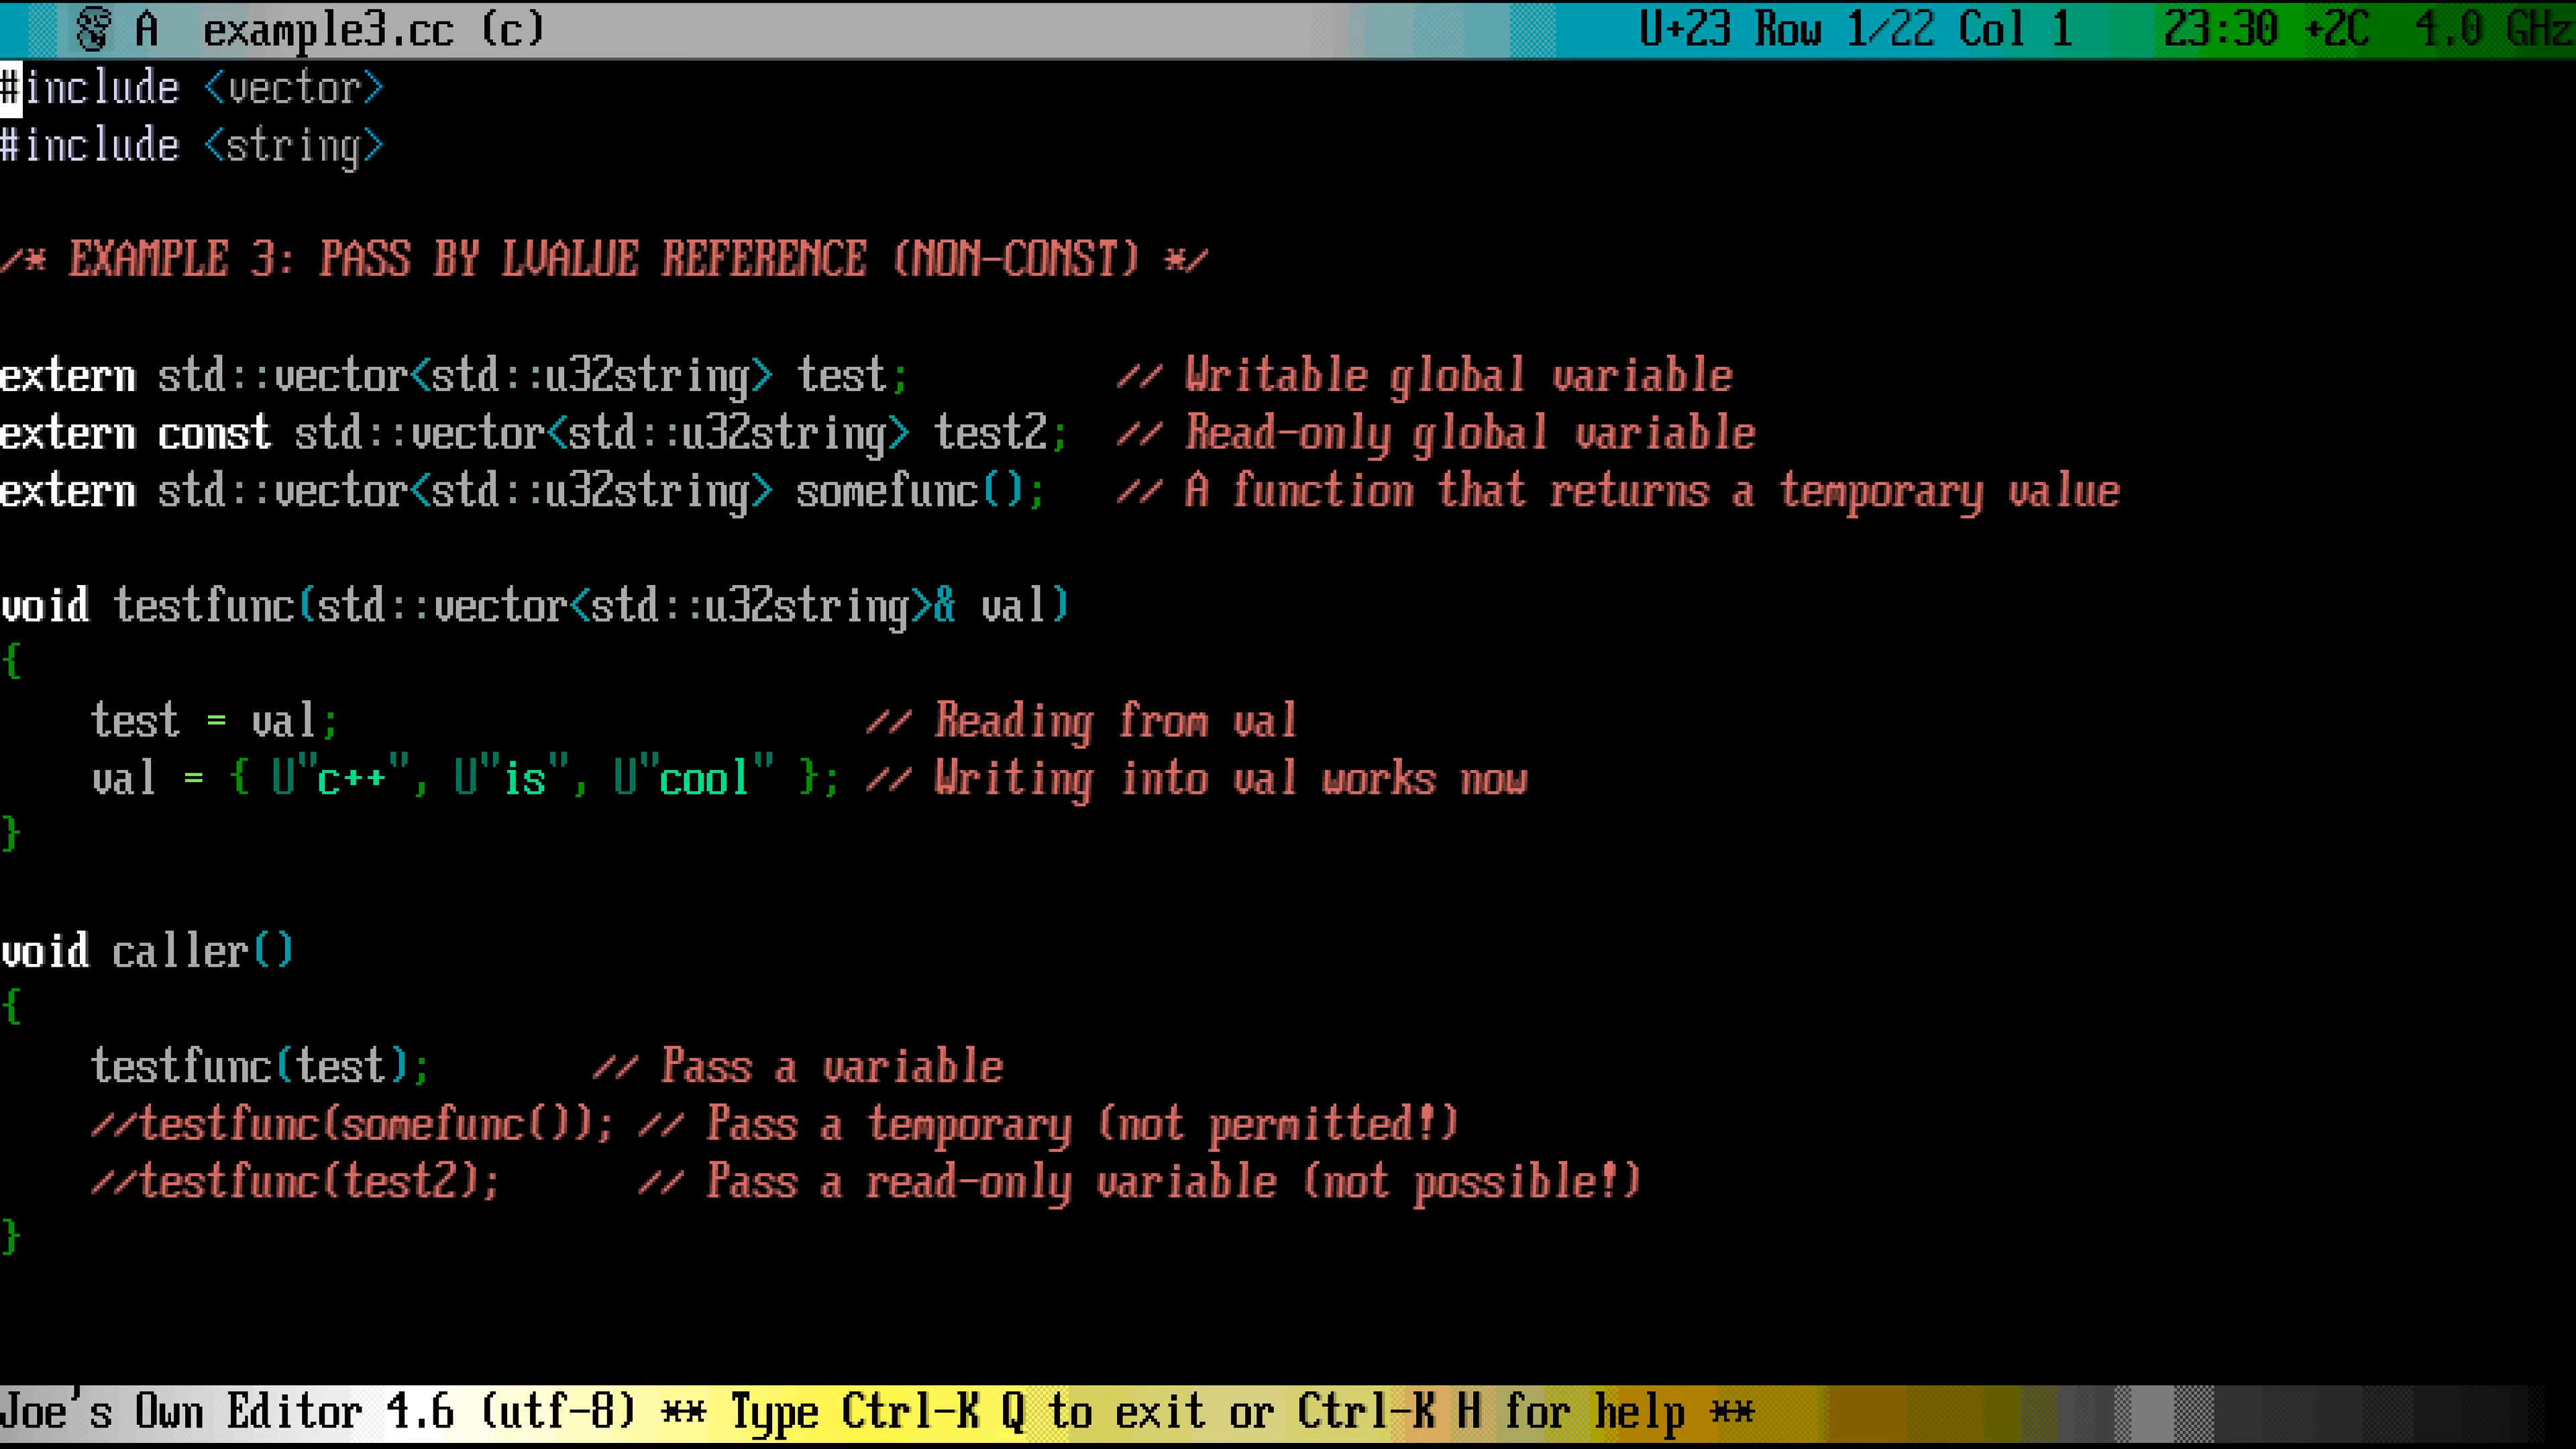 A  example3.cc (c) U+23 Row 1/22 Col 1 23:30 +2C 4.0 GHz
#include <vector>
#include <string>
/* EXAMPLE 3: PASS BY LVALUE REFERENCE (NON-CONST) */
extern std::vector<std::u32string> test;         // Writable global variable
extern const std::vector<std::u32string> test2;  // Read-only global variable
extern std::vector<std::u32string> somefunc();   // A function that returns a temporary value
void testfunc(std::vector<std::u32string>& val)
{
    test = val;                       // Reading from val
    val = { U"c++", U"is", U"cool" }; // Writing into val works now
}
void caller()
{
    testfunc(test);       // Pass a variable
    //testfunc(somefunc()); // Pass a temporary (not permitted!)
    //testfunc(test2);      // Pass a read-only variable (not possible!)
}
Joe's Own Editor 4.6 (utf-8) ** Type Ctrl-K Q to exit or Ctrl-K H for help **